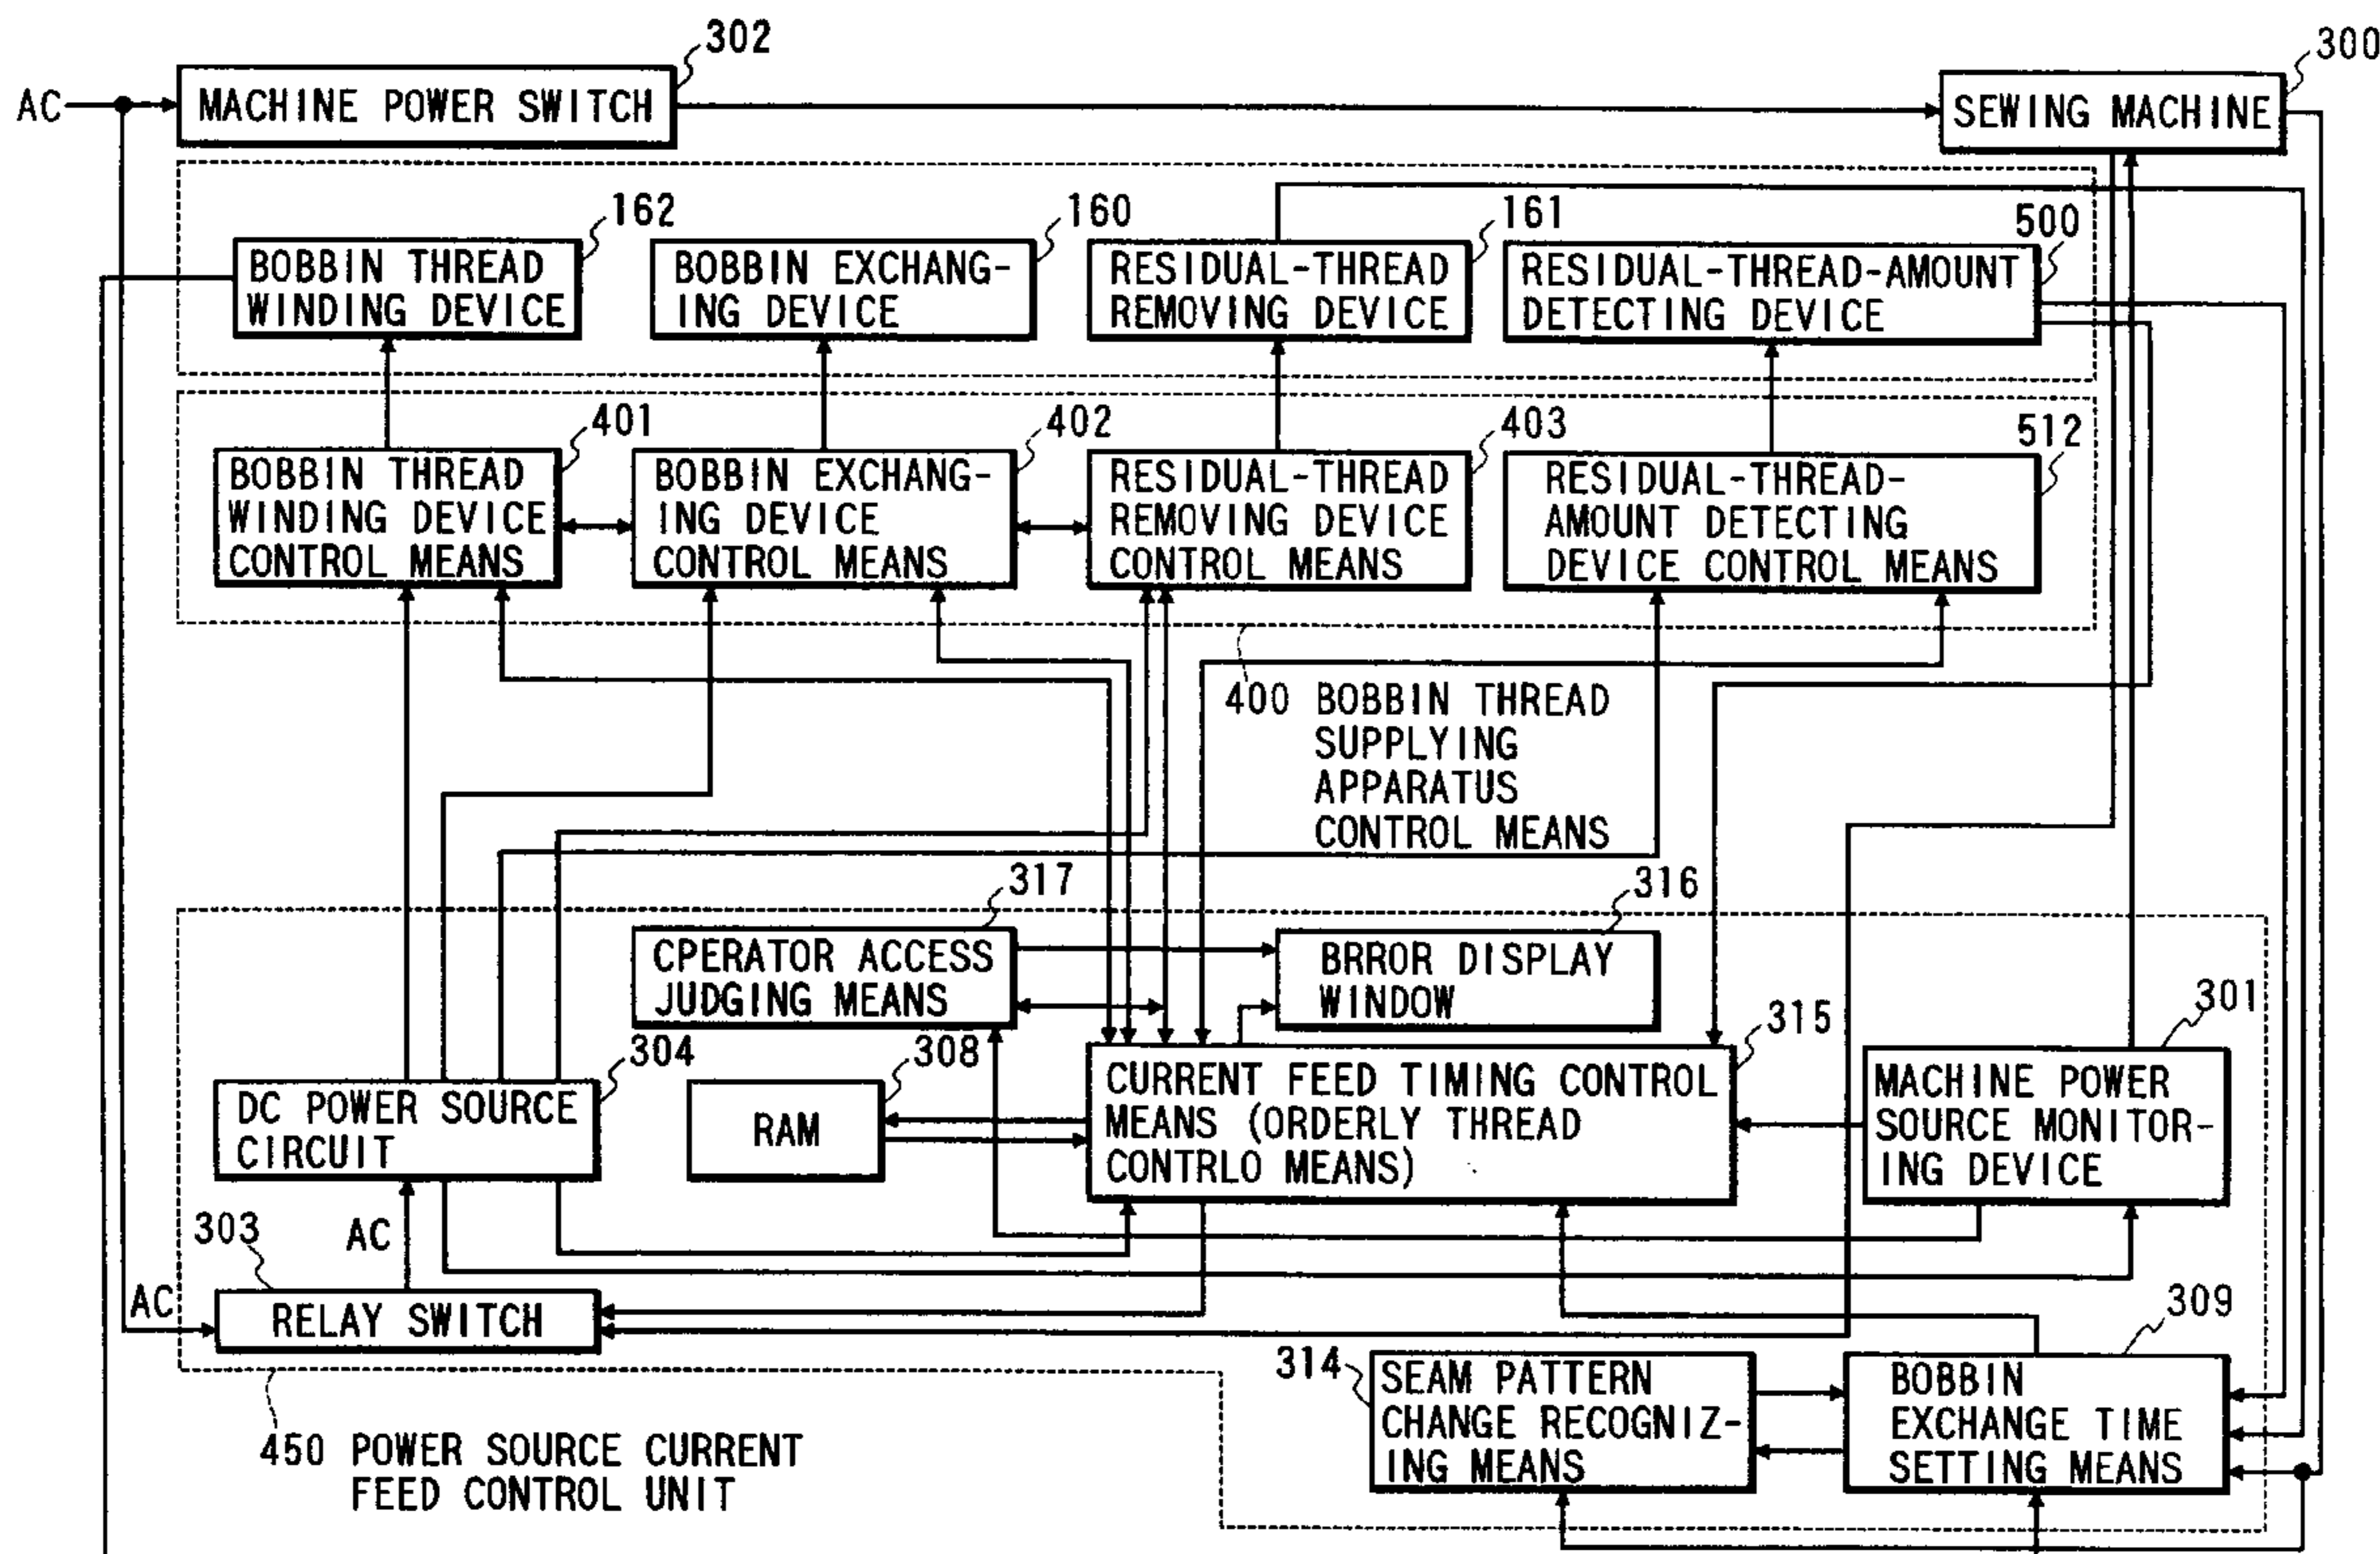 302
300
AC
MACHINE POWER SWITCH
SEWING MACHINE
162
160
161
500
BOBBIN THREAD
WINDING DEVICE
BOBBIN EXCHANG-
ING DEVICE
RESIDUAL-THREAD
REMOVING DEVICE
RESIDUAL-THREAD-AMOUNT
DETECTING DEVICE
401
402
403
512
BOBBIN THREAD
WINDING DEVICE
CONTROL MEANS
BOBBIN EXCHANG-
ING DEVICE
CONTROL MEANS
RESIDUAL-THREAD
REMOVING DEVICE
CONTROL MEANS
RESIDUAL-THREAD-
AMOUNT DETECTING
DEVICE CONTROL MEANS
400 BOBBIN THREAD
SUPPLYING
APPARATUS
CONTROL MEANS
317
316
CPERATOR ACCESS
JUDGING MEANS
BRROR DISPLAY
WINDOW
301
315
304
308
DC POWER SOURCE
CIRCUIT
RAM
CURRENT FEED TIMING CONTROL
MEANS (ORDERLY THREAD
CONTRLO MEANS)
MACHINE POWER
SOURCE MONITOR-
ING DEVICE
303
AC
AC
RELAY SWITCH
309
314
SEAM PATTERN
CHANGE RECOGNIZ-
ING MEANS
BOBBIN
EXCHANGE TIME
SETTING MEANS
450 POWER SOURCE CURRENT
FEED CONTROL UNIT